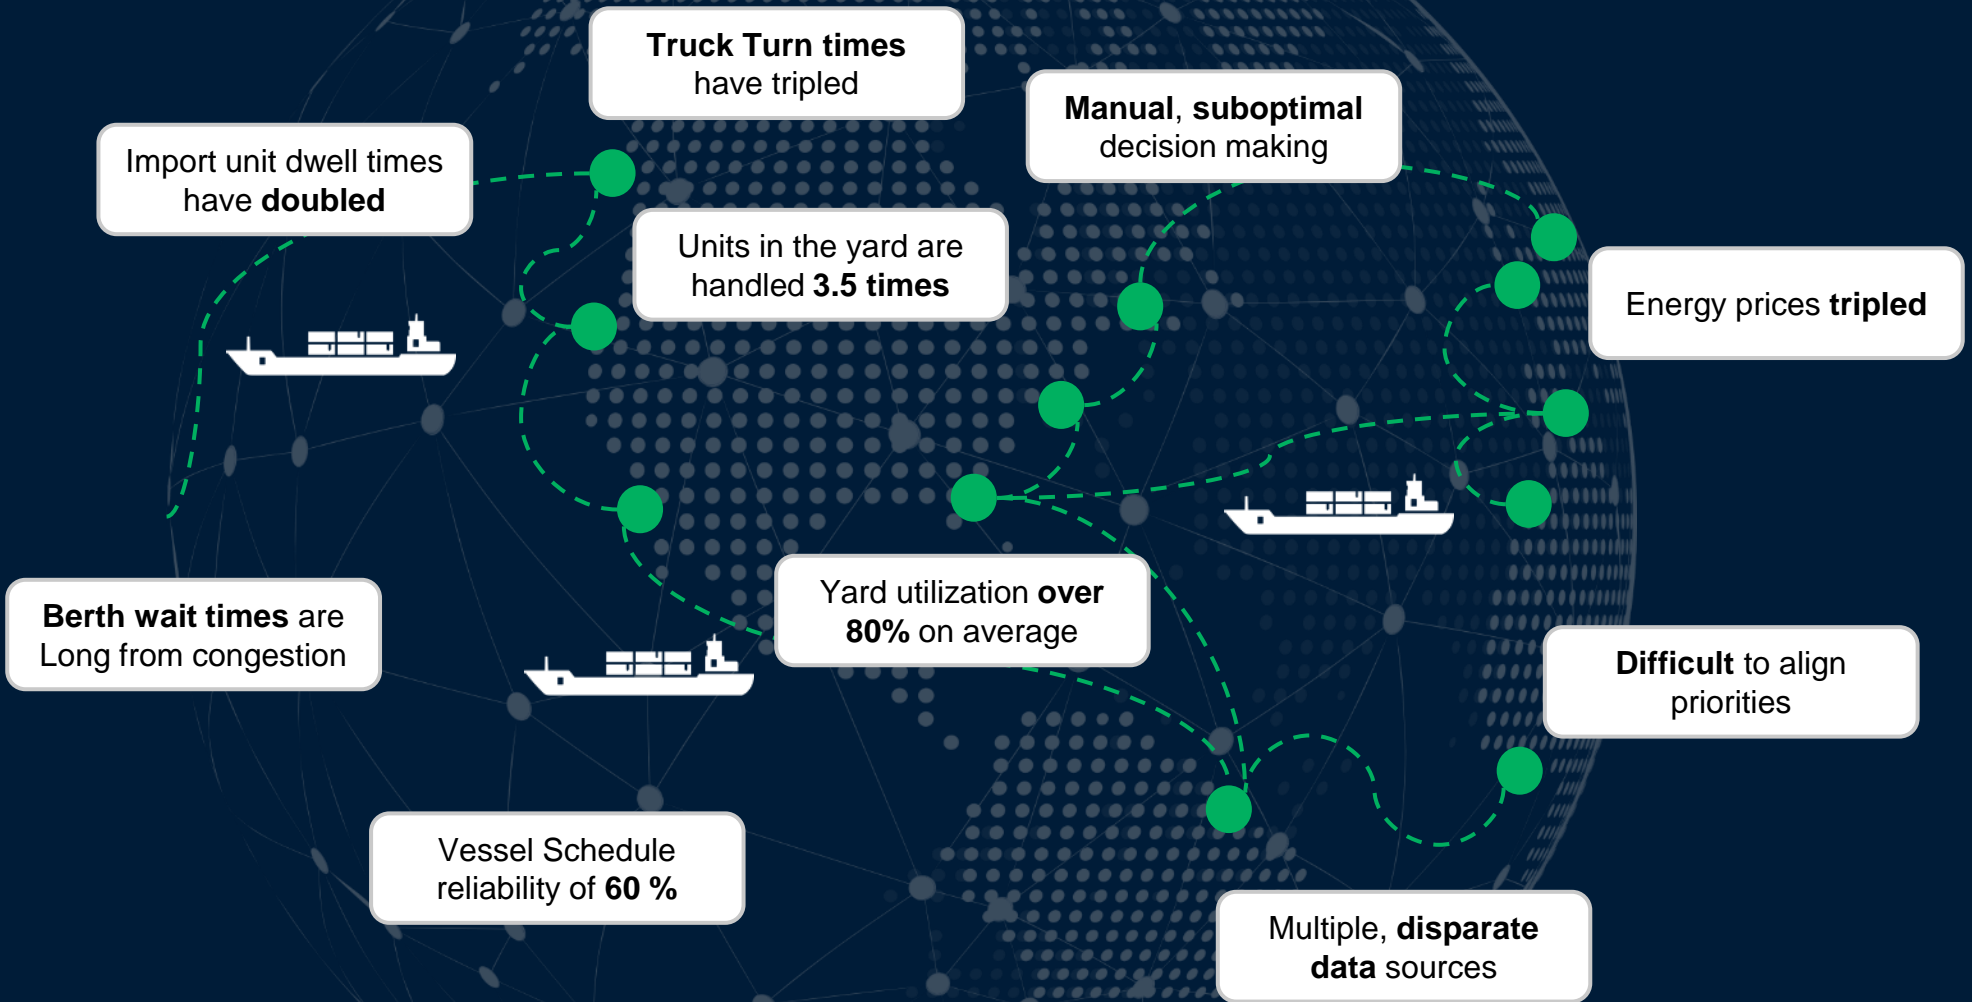 Truck Turn times
have tripled
Manual, suboptimal
decision making
Import unit dwell times
have doubled
Units in the yard are
handled 3.5 times
Energy prices tripled
Yard utilization over
80% on average
Berth wait times are
Long from congestion
Difficult to align
priorities
Vessel Schedule
reliability of 60 %
Multiple, disparate
data sources